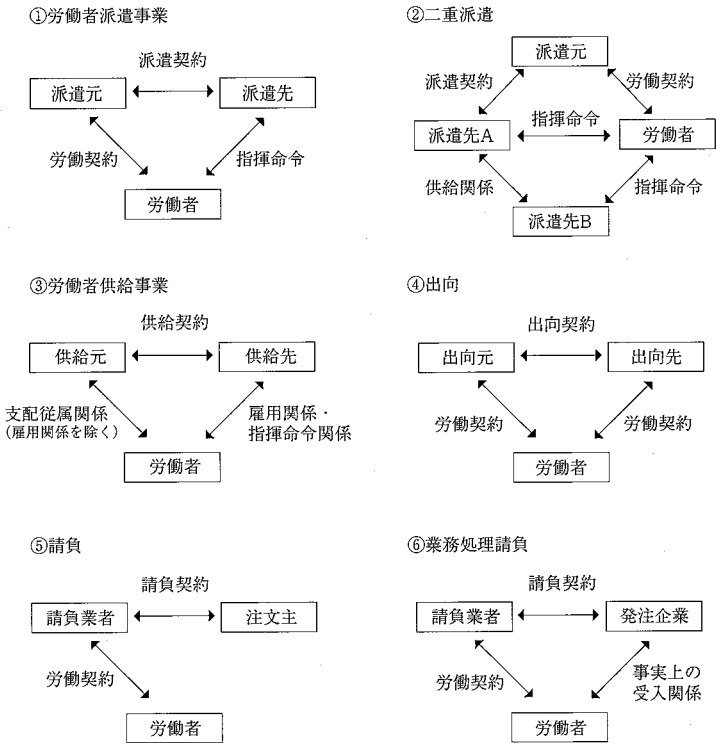 ①労働者派遣事業
派遣契約
派遣元
派遣先
労働契約
指揮命令
労働者
②二重派遣
派遣元
派遣契約
労働契約
派遣先A
指揮命令
労働者
供給関係
指揮命令
派遣先B
③労働者供給事業
供給契約
供給元
供給先
支配従属関係
(雇用関係を除く)
雇用関係・
指揮命令関係
労働者
④出向
出向契約
出向元
出向先
労働契約
労働契約
労働者
⑤請負
請負契約
請負業者
注文主
労働契約
労働者
⑥業務処理請負
請負契約
請負業者
発注企業
労働契約
事実上の
受入関係
労働者